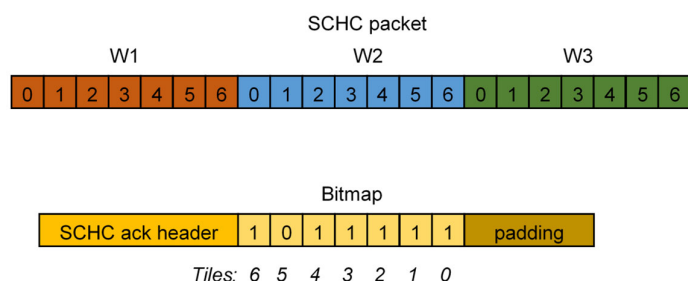 SCHC packet
W1 W2 W3
0 1 2 3 4 5 6 0 1 2 3 4 5 6 0 1 2 3 4 5 6
Bitmap
SCHC ack header 1 0 1 1 1 1 1 padding
Tiles: 6 5 4 3 2 1 0